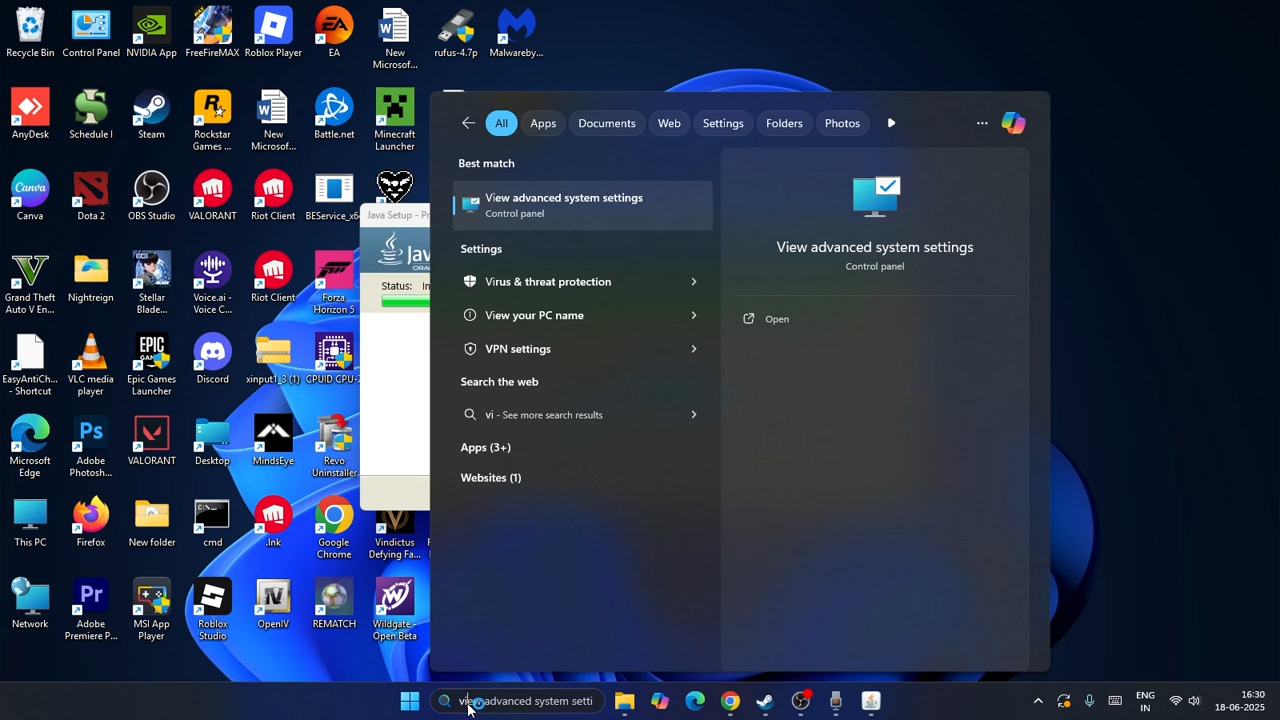 Recycle Bin
Control Panel
NVIDIA App
FreeFireMAX
Roblox Player
EA
New
Microsof...
rufus-4.7p
Malwareby...
AnyDesk
Schedule I
Steam
Rockstar
Games ...
New
Microsof...
Battle.net
Minecraft
Launcher
Canva
Dota 2
OBS Studio
VALORANT
Riot Client
BEService_x6
Grand Theft
Auto V En...
Nightreign
Stellar
Blade...
Voice.ai -
Voice C...
Riot Client
Forza
Horizon 5
EasyAntiCh...
- Shortcut
VLC media
player
Epic Games
Launcher
Discord
xinput1_3 (1)
CPUID CPU-Z
Microsoft
Edge
Adobe
Photosh...
VALORANT
Desktop
MindsEye
Revo
Uninstaller
This PC
Firefox
New folder
cmd
.lnk
Google
Chrome
Vindictus
Defying Fa...
Network
Adobe
Premiere P...
MSI App
Player
Roblox
Studio
OpenIV
REMATCH
Wildgate -
Open Beta
Java Setup - Pr
Java
ORACL
Status: In
All
Apps
Documents
Web
Settings
Folders
Photos
Best match
View advanced system settings
Control panel
Settings
Virus & threat protection
View your PC name
VPN settings
Search the web
vi - See more search results
Apps (3+)
Websites (1)
View advanced system settings
Control panel
Open
view advanced system setti
ENG
IN
16:30
18-06-2025